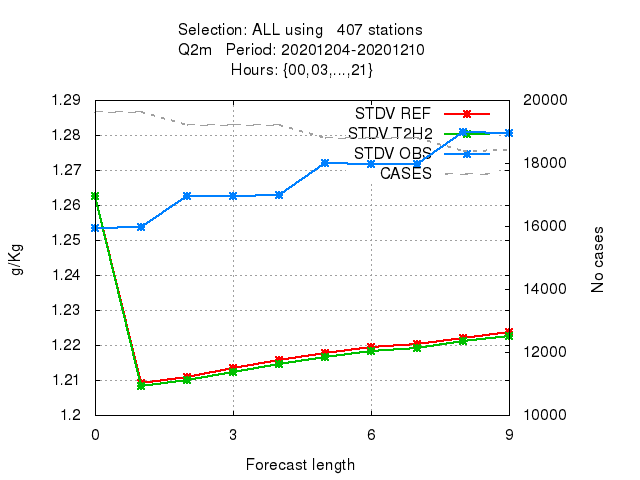 Selection: ALL using   407 stations
Q2m   Period: 20201204-20201210
Hours: {00,03,...,21}
1.29
1.28
1.27
1.26
1.25
1.24
1.23
1.22
1.21
1.2
g/Kg
STDV REF
STDV T2H2
STDV OBS
CASES
20000
18000
16000
14000
12000
10000
No cases
0 3 6 9
Forecast length